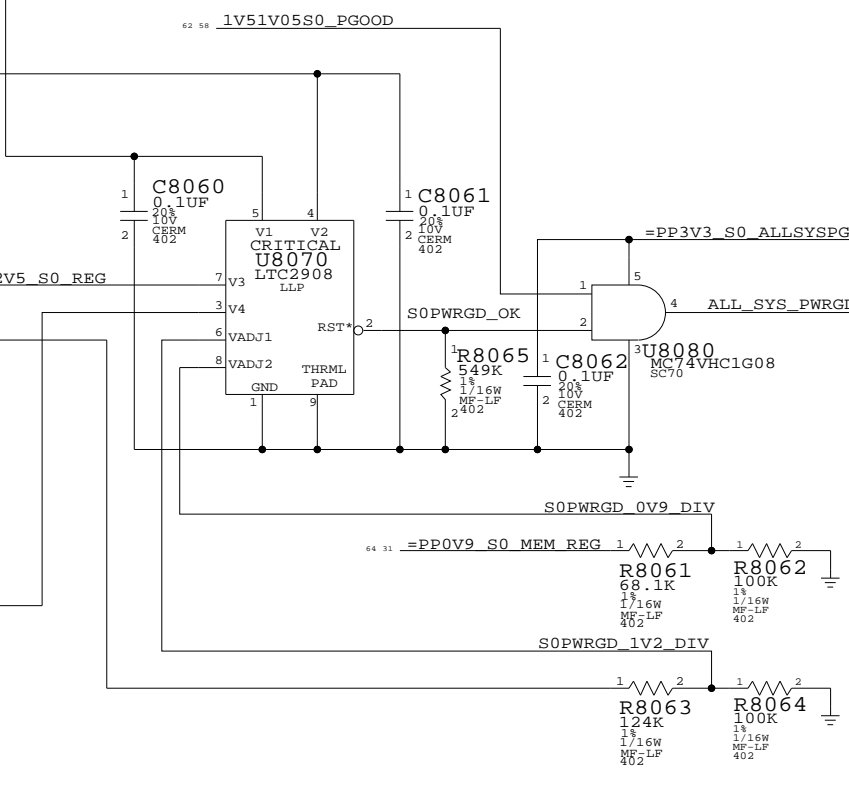 62 58 1V51V05S0_PGOOD
1 C8060
0.1UF
20%
10V
2 CERM
402
5 4
V1 V2
CRITICAL
U8070
LTC2908
LLP
1 C8061
0.1UF
20%
10V
2 CERM
402
=PP3V3_S0_ALLSYSPG
2V5_S0_REG 7 V3
3 V4
6 VADJ1
8 VADJ2
RST* 2
THRML
GND PAD
1 9
S0PWRGD_OK
5
1
2
4 ALL_SYS_PWRGD
3 U8080
MC74VHC1G08
SC70
1 R8065
549K
1%
1/16W
MF-LF
2 402
1 C8062
0.1UF
20%
10V
2 CERM
402
S0PWRGD_0V9_DIV
64 31 =PP0V9_S0_MEM_REG 1 2 1 2
R8061
68.1K
1%
1/16W
MF-LF
402
R8062
100K
1%
1/16W
MF-LF
402
S0PWRGD_1V2_DIV
1 2 1 2
R8063
124K
1%
1/16W
MF-LF
402
R8064
100K
1%
1/16W
MF-LF
402